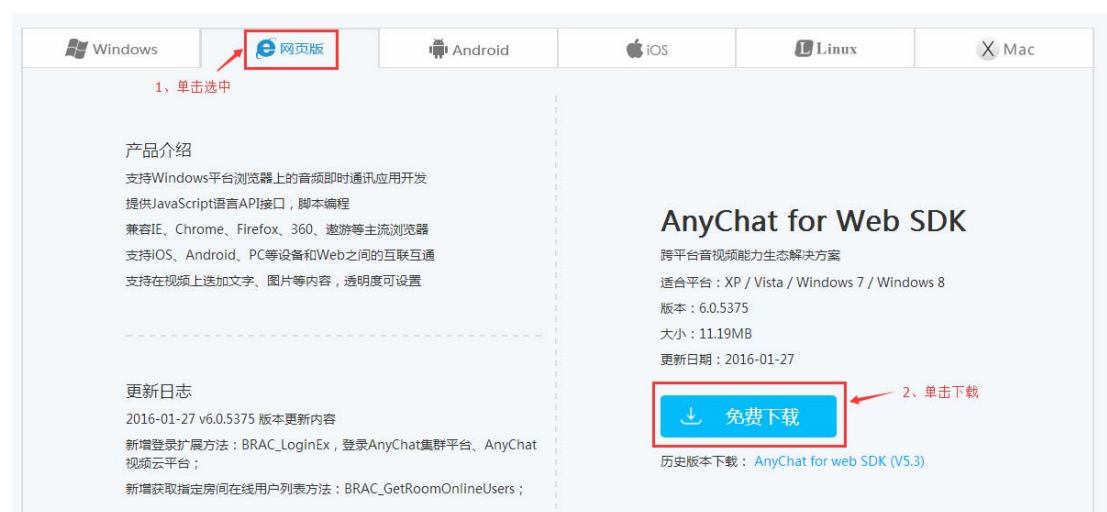 Windows
网页版
Android
iOS
Linux
Mac
1、单击选中
产品介绍
支持Windows平台浏览器上的音频即时通讯应用开发
提供JavaScript语言API接口，脚本编程
兼容IE、Chrome、Firefox、360、遨游等主流浏览器
支持iOS、Android、PC等设备和Web之间的互联互通
支持在视频上迭加文字、图片等内容，透明度可设置
更新日志
2016-01-27 v6.0.5375 版本更新内容
新增登录扩展方法：BRAC_LoginEx，登录AnyChat集群平台、AnyChat
视频云平台；
新增获取指定房间在线用户列表方法：BRAC_GetRoomOnlineUsers；
AnyChat for Web SDK
跨平台音视频能力生态解决方案
适合平台：XP / Vista / Windows 7 / Windows 8
版本：6.0.5375
大小：11.19MB
更新日期：2016-01-27
2、单击下载
免费下载
历史版本下载： AnyChat for web SDK (V5.3)